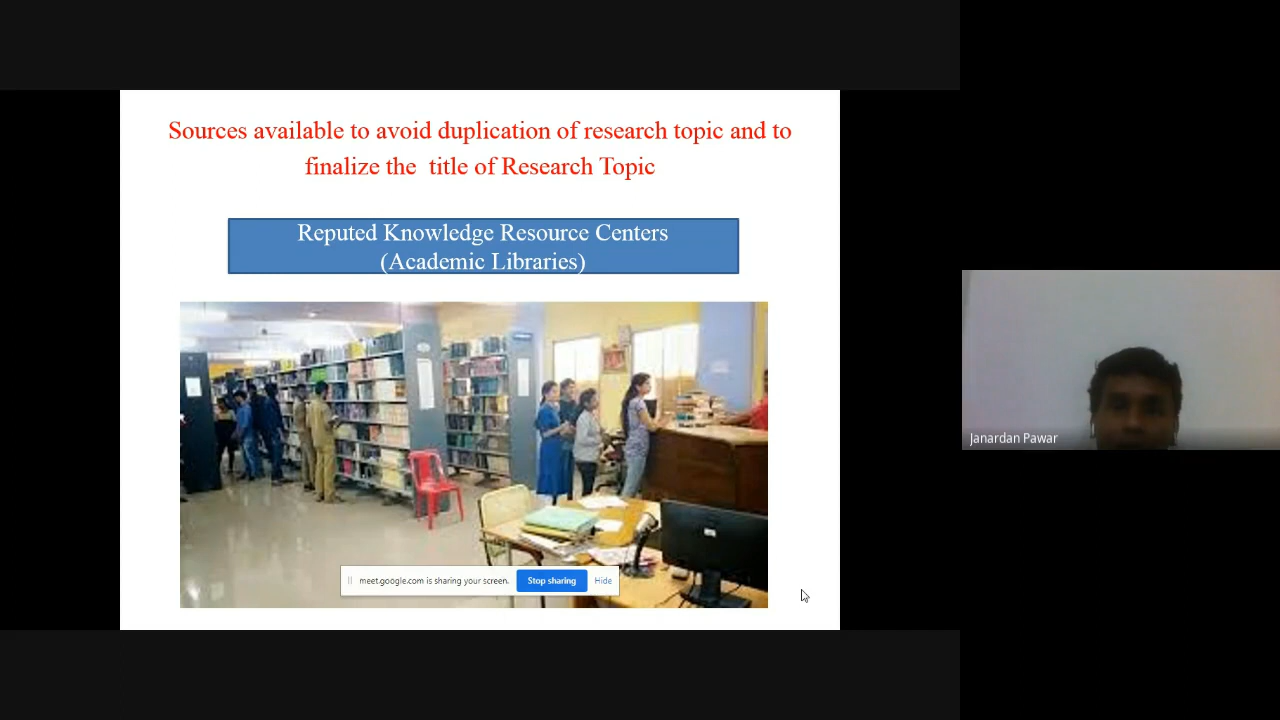 Sources available to avoid duplication of research topic and to
finalize the title of Research Topic
Reputed Knowledge Resource Centers
(Academic Libraries)
meet.google.com is sharing your screen. Stop sharing Hide
Janardan Pawar